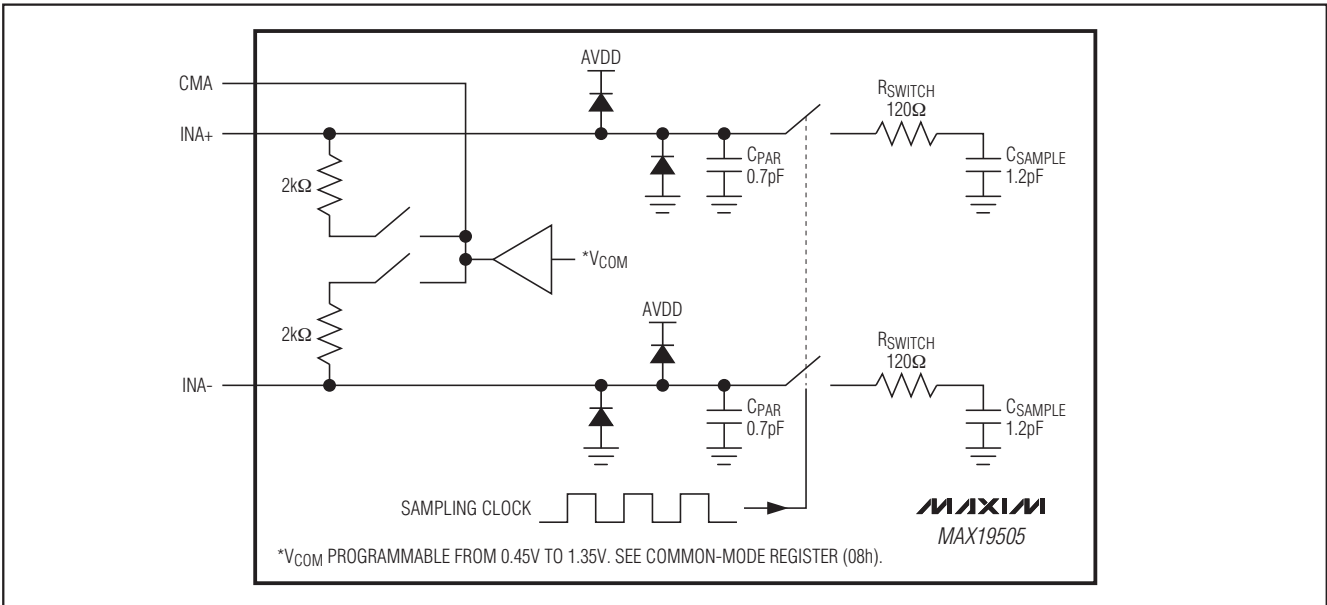 AVDD
CMA
RSWITCH
120Ω
INA+
CPAR
0.7pF
CSAMPLE
1.2pF
2kΩ
*VCOM
AVDD
2kΩ
RSWITCH
120Ω
INA-
CPAR
0.7pF
CSAMPLE
1.2pF
SAMPLING CLOCK
MAXIM
MAX19505
*VCOM PROGRAMMABLE FROM 0.45V TO 1.35V. SEE COMMON-MODE REGISTER (08h).